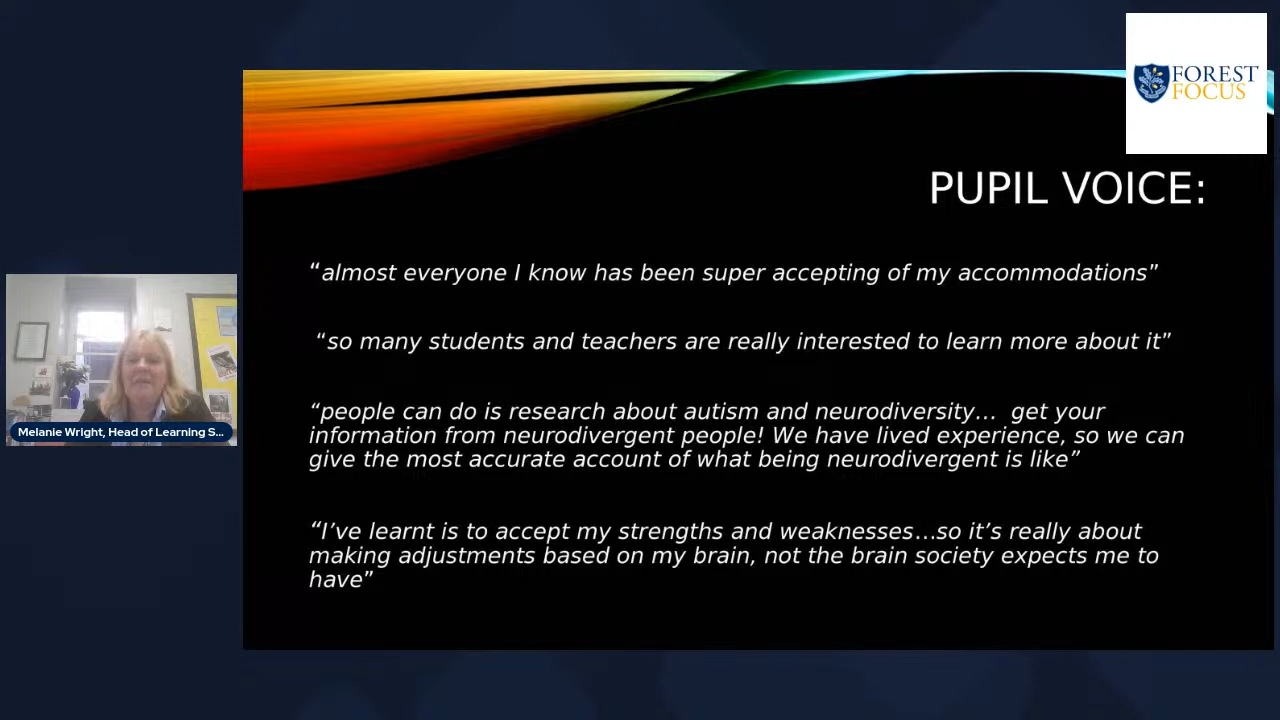 FOREST
FOCUS
PUPIL VOICE:
“almost everyone I know has been super accepting of my accommodations”
“so many students and teachers are really interested to learn more about it”
“people can do is research about autism and neurodiversity…  get your
information from neurodivergent people! We have lived experience, so we can
give the most accurate account of what being neurodivergent is like”
“I’ve learnt is to accept my strengths and weaknesses…so it’s really about
making adjustments based on my brain, not the brain society expects me to
have”
Melanie Wright, Head of Learning S...